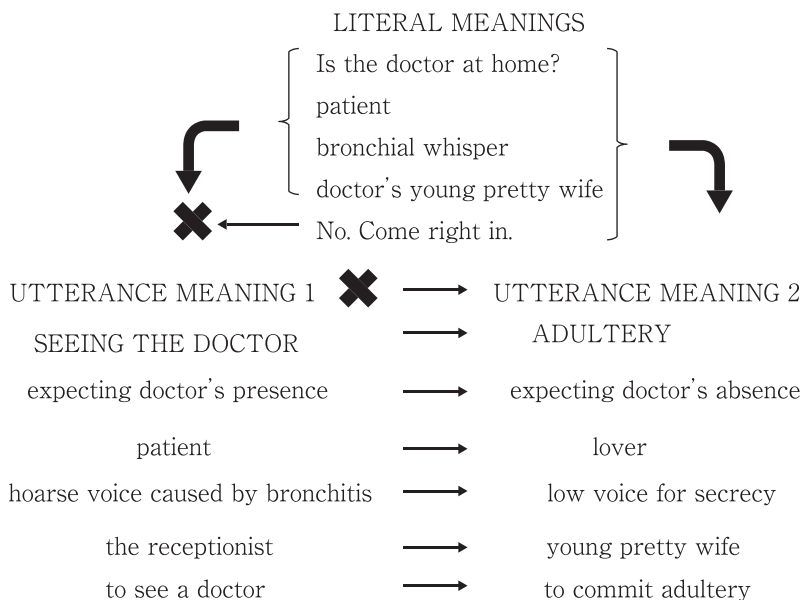 LITERAL MEANINGS
Is the doctor at home?
patient
bronchial whisper
doctor's young pretty wife
No. Come right in.
UTTERANCE MEANING 1
UTTERANCE MEANING 2
SEEING THE DOCTOR
ADULTERY
expecting doctor's presence
expecting doctor's absence
patient
lover
hoarse voice caused by bronchitis
low voice for secrecy
the receptionist
young pretty wife
to see a doctor
to commit adultery